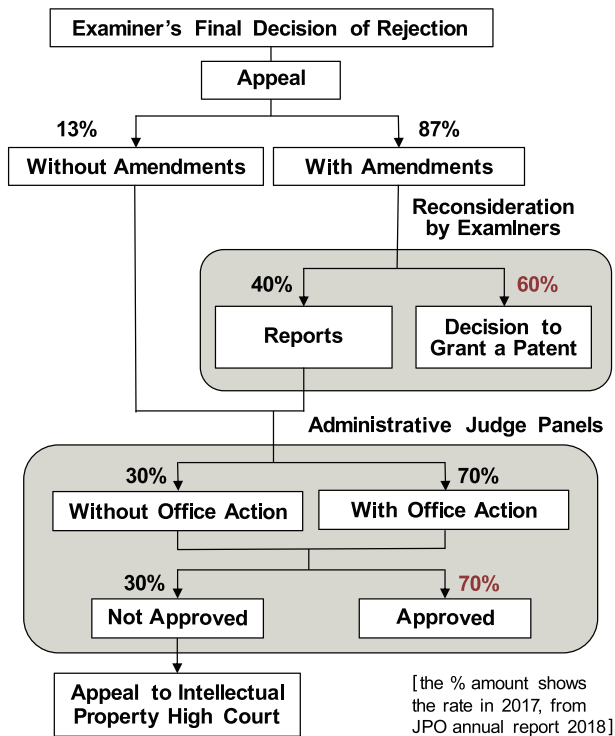 Examiner's Final Decision of Rejection
Appeal
13%
87%
Without Amendments
With Amendments
Reconsideration
by ExamIners
40%
60%
Reports
Decision to
Grant a Patent
Administrative Judge Panels
30%
70%
Without Office Action
With Office Action
30%
70%
Not Approved
Approved
Appeal to Intellectual
Property High Court
[the % amount shows
the rate in 2017, from
JPO annual report 2018]